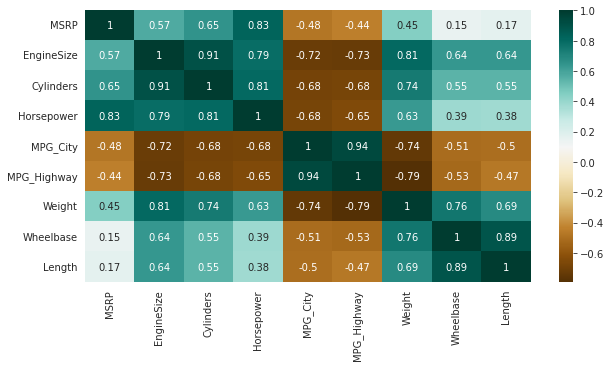 MSRP 1 0.57 0.65 0.83 -0.48 -0.44 0.45 0.15 0.17
EngineSize 0.57 1 0.91 0.79 -0.72 -0.73 0.81 0.64 0.64
Cylinders 0.65 0.91 1 0.81 -0.68 -0.68 0.74 0.55 0.55
Horsepower 0.83 0.79 0.81 1 -0.68 -0.65 0.63 0.39 0.38
MPG_City -0.48 -0.72 -0.68 -0.68 1 0.94 -0.74 -0.51 -0.5
MPG_Highway -0.44 -0.73 -0.68 -0.65 0.94 1 -0.79 -0.53 -0.47
Weight 0.45 0.81 0.74 0.63 -0.74 -0.79 1 0.76 0.69
Wheelbase 0.15 0.64 0.55 0.39 -0.51 -0.53 0.76 1 0.89
Length 0.17 0.64 0.55 0.38 -0.5 -0.47 0.69 0.89 1
MSRP EngineSize Cylinders Horsepower MPG_City MPG_Highway Weight Wheelbase Length
1.0
0.8
0.6
0.4
0.2
0.0
−0.2
−0.4
−0.6